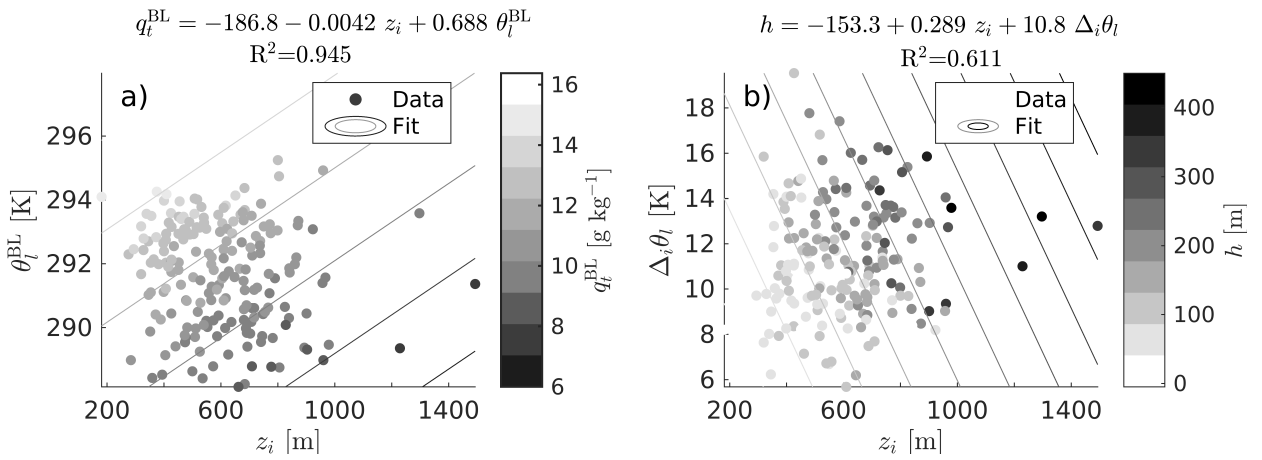 q_t^BL = −186.8 − 0.0042 z_i + 0.688 θ_l^BL
R²=0.945
a)
Data
Fit
296
294
292
290
θ_l^BL [K]
200
600
1000
1400
z_i [m]
16
14
12
10
8
6
q_t^BL [g kg⁻¹]
h = −153.3 + 0.289 z_i + 10.8 Δ_iθ_l
R²=0.611
b)
Data
Fit
18
16
14
12
10
8
6
Δ_iθ_l [K]
200
600
1000
1400
z_i [m]
400
300
200
100
0
h [m]